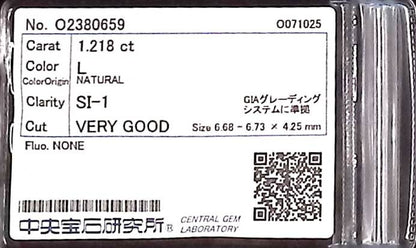 No. O2380659 O071025
Carat 1.218 ct
Color L
ColorOrigin NATURAL
Clarity SI-1 GIAグレーディング
システムに準拠
Cut VERY GOOD Size 6.68 - 6.73 × 4.25 mm
Fluo. NONE
中央宝石研究所® CENTRAL GEM
LABORATORY